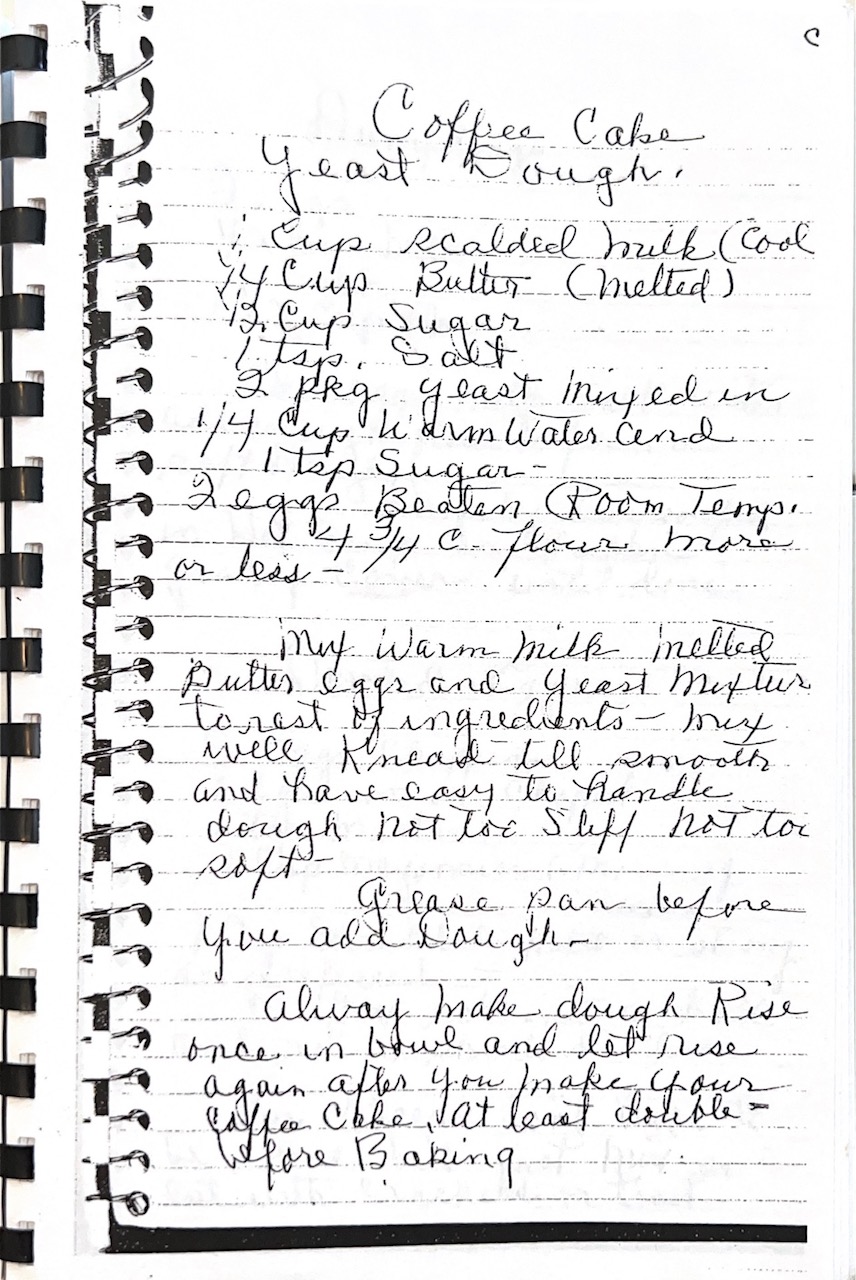 C
Coffee Cake
Yeast Dough.
1 Cup scalded Milk (Cool
1/4 Cup Butter (Melted)
1/2 Cup Sugar
1 tsp. Salt
2 pkg yeast Mixed in
1/4 Cup Warm Water and
1 tsp Sugar -
2 eggs Beaten (Room Temp.
4 3/4 C - flour more
or less -
Mix Warm Milk Melted
Butter eggs and yeast Mixtur
to rest of ingredients - Mix
well Knead till smooth
and have easy to handle
dough Not too Stiff Not too
soft -
Grease pan before
you add Dough. -
Alway Make dough Rise
once in bowl and let rise
again after you make your
Coffee Cake, at least double -
before Baking